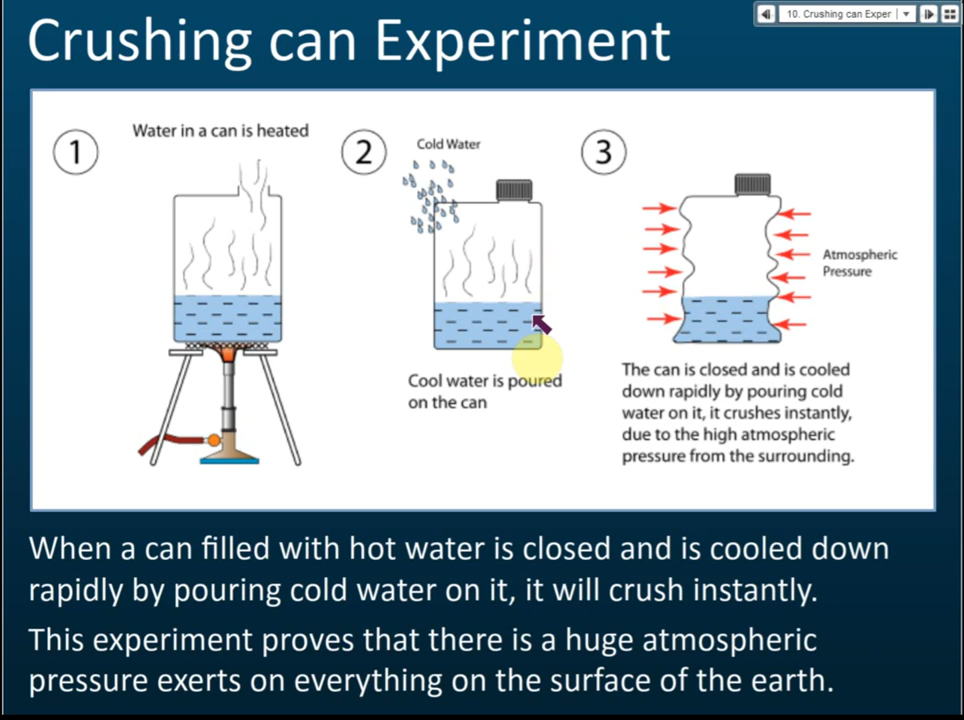 10. Crushing can Exper
Crushing can Experiment
1
Water in a can is heated
2
Cold Water
Cool water is poured
on the can
3
Atmospheric
Pressure
The can is closed and is cooled
down rapidly by pouring cold
water on it, it crushes instantly,
due to the high atmospheric
pressure from the surrounding.
When a can filled with hot water is closed and is cooled down
rapidly by pouring cold water on it, it will crush instantly.
This experiment proves that there is a huge atmospheric
pressure exerts on everything on the surface of the earth.